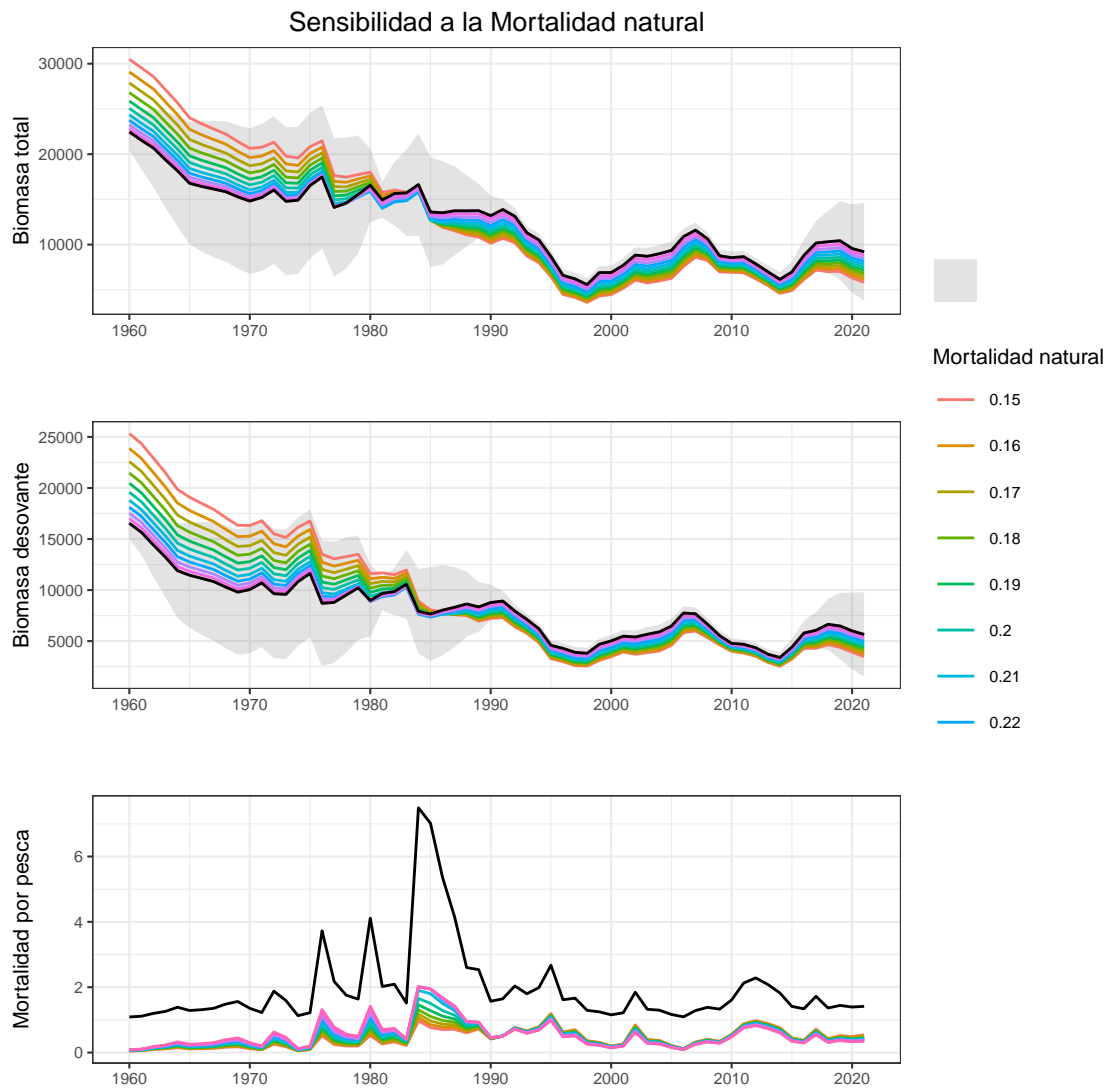 Sensibilidad a la Mortalidad natural
Biomasa total
30000
20000
10000
1960 1970 1980 1990 2000 2010 2020
Biomasa desovante
25000
20000
15000
10000
5000
1960 1970 1980 1990 2000 2010 2020
Mortalidad por pesca
6
4
2
0
1960 1970 1980 1990 2000 2010 2020
Mortalidad natural
0.15
0.16
0.17
0.18
0.19
0.2
0.21
0.22